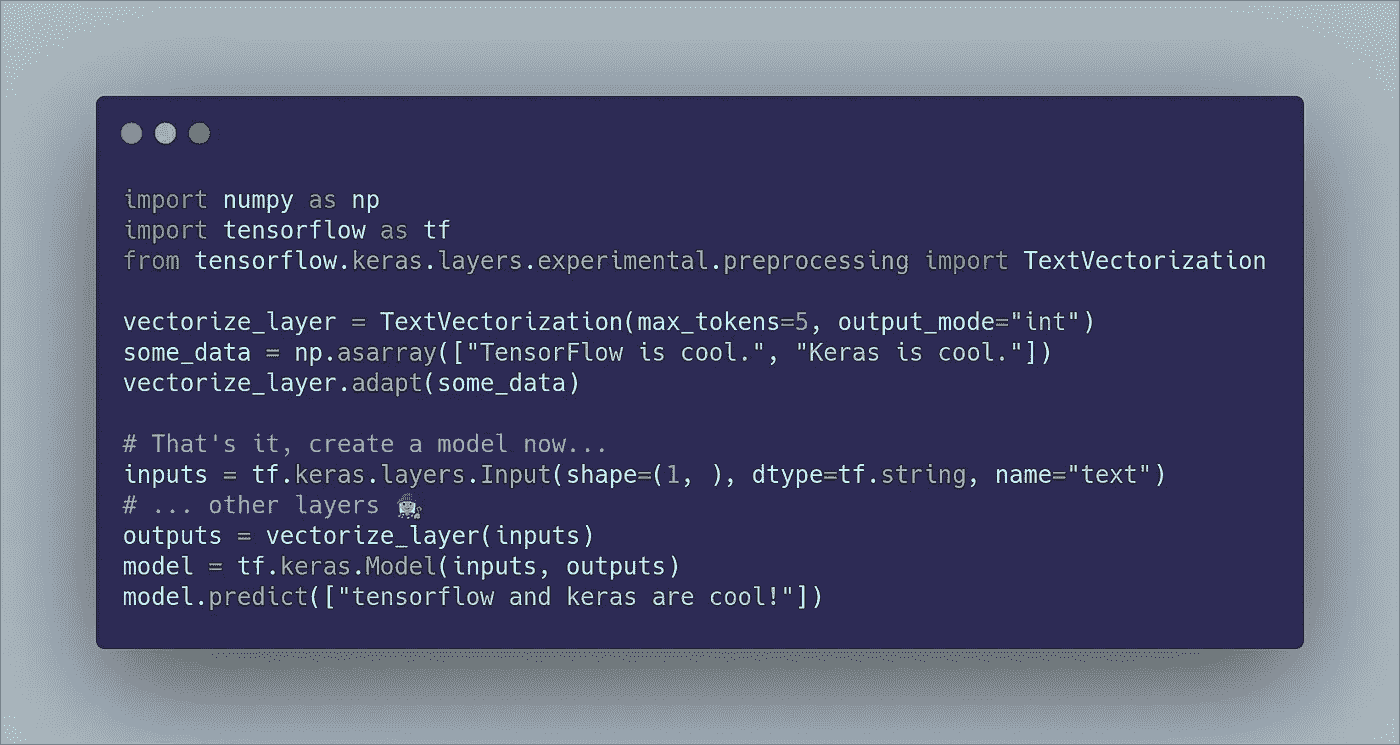 import numpy as np
import tensorflow as tf
from tensorflow.keras.layers.experimental.preprocessing import TextVectorization
vectorize_layer = TextVectorization(max_tokens=5, output_mode="int")
some_data = np.asarray(["TensorFlow is cool.", "Keras is cool."])
vectorize_layer.adapt(some_data)
# That's it, create a model now...
inputs = tf.keras.layers.Input(shape=(1, ), dtype=tf.string, name="text")
# ... other layers
outputs = vectorize_layer(inputs)
model = tf.keras.Model(inputs, outputs)
model.predict(["tensorflow and keras are cool!"])